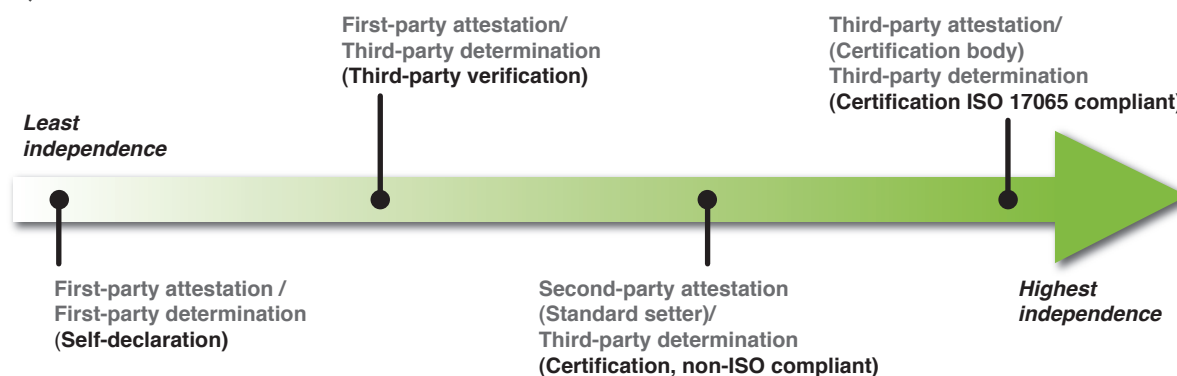 First-party attestation/
Third-party determination
(Third-party verification)
Third-party attestation/
(Certification body)
Third-party determination
(Certification ISO 17065 compliant)
Least
independence
First-party attestation /
First-party determination
(Self-declaration)
Second-party attestation
(Standard setter)/
Third-party determination
(Certification, non-ISO compliant)
Highest
independence